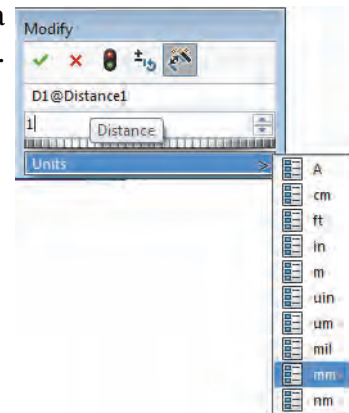 a
.
Modify
D1@Distance1
1
Distance
Units >
A
cm
ft
in
m
uin
um
mil
mm
nm